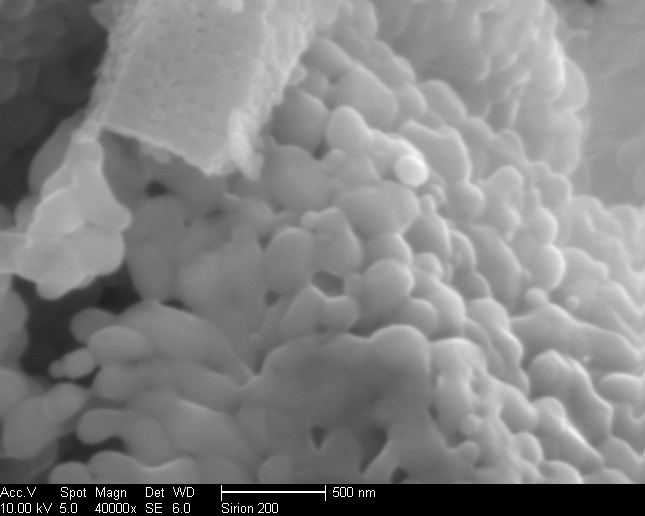 Acc.V Spot Magn Det WD 500 nm
10.00 kV 5.0 40000x SE 6.0 Sirion 200